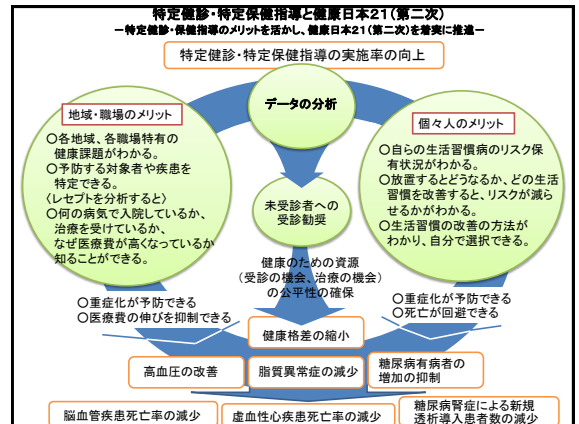 特定健診・特定保健指導と健康日本21(第二次)
－特定健診・保健指導のメリットを活かし、健康日本21(第二次)を着実に推進－
特定健診・特定保健指導の実施率の向上
データの分析
地域・職場のメリット
○各地域、各職場特有の
健康課題がわかる。
○予防する対象者や疾患を
特定できる。
〈レセプトを分析すると〉
○何の病気で入院しているか、
治療を受けているか、
なぜ医療費が高くなっているか
知ることができる。
個々人のメリット
○自らの生活習慣病のリスク保
有状況がわかる。
○放置するとどうなるか、どの生活
習慣を改善すると、リスクが減ら
せるかがわかる。
○生活習慣の改善の方法が
わかり、自分で選択できる。
未受診者への
受診勧奨
健康のための資源
(受診の機会、治療の機会)
の公平性の確保
○重症化が予防できる
○医療費の伸びを抑制できる
○重症化が予防できる
○死亡が回避できる
健康格差の縮小
高血圧の改善
脂質異常症の減少
糖尿病有病者の
増加の抑制
脳血管疾患死亡率の減少
虚血性心疾患死亡率の減少
糖尿病腎症による新規
透析導入患者数の減少